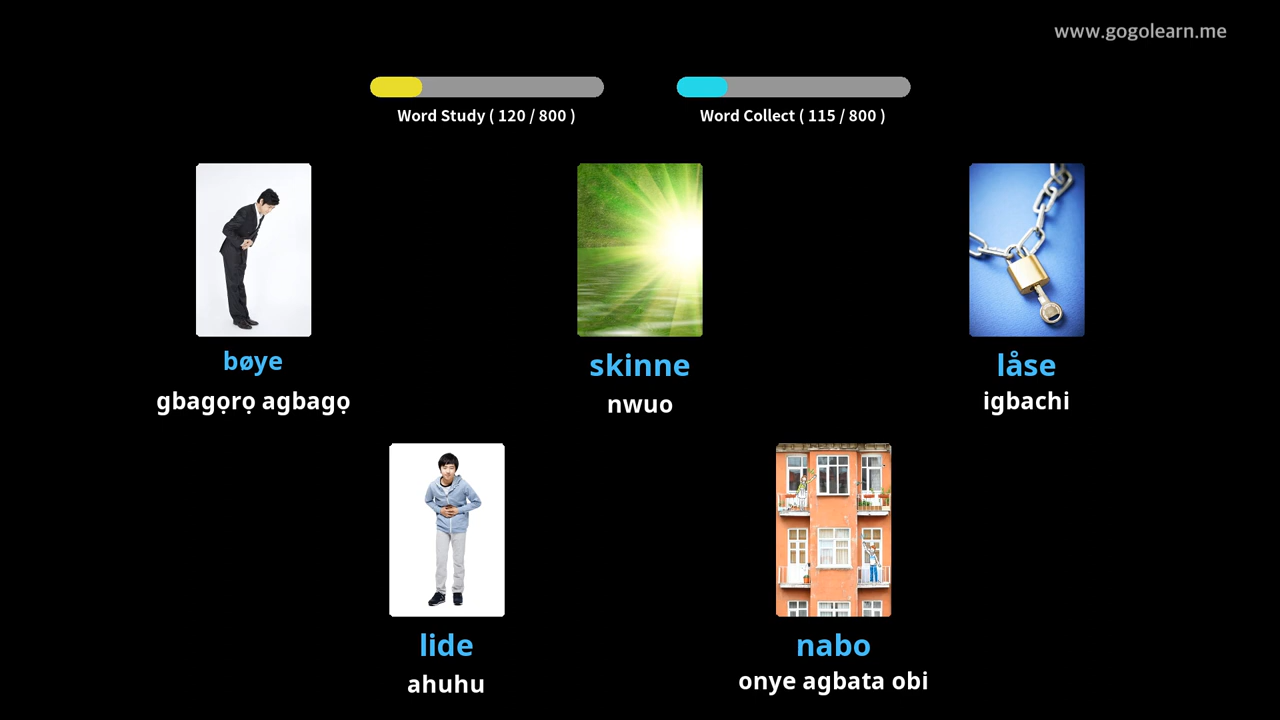 www.gogolearn.me
Word Study ( 120 / 800 )
Word Collect ( 115 / 800 )
bøye
gbagọrọ agbagọ
skinne
nwuo
låse
igbachi
lide
ahuhu
nabo
onye agbata obi